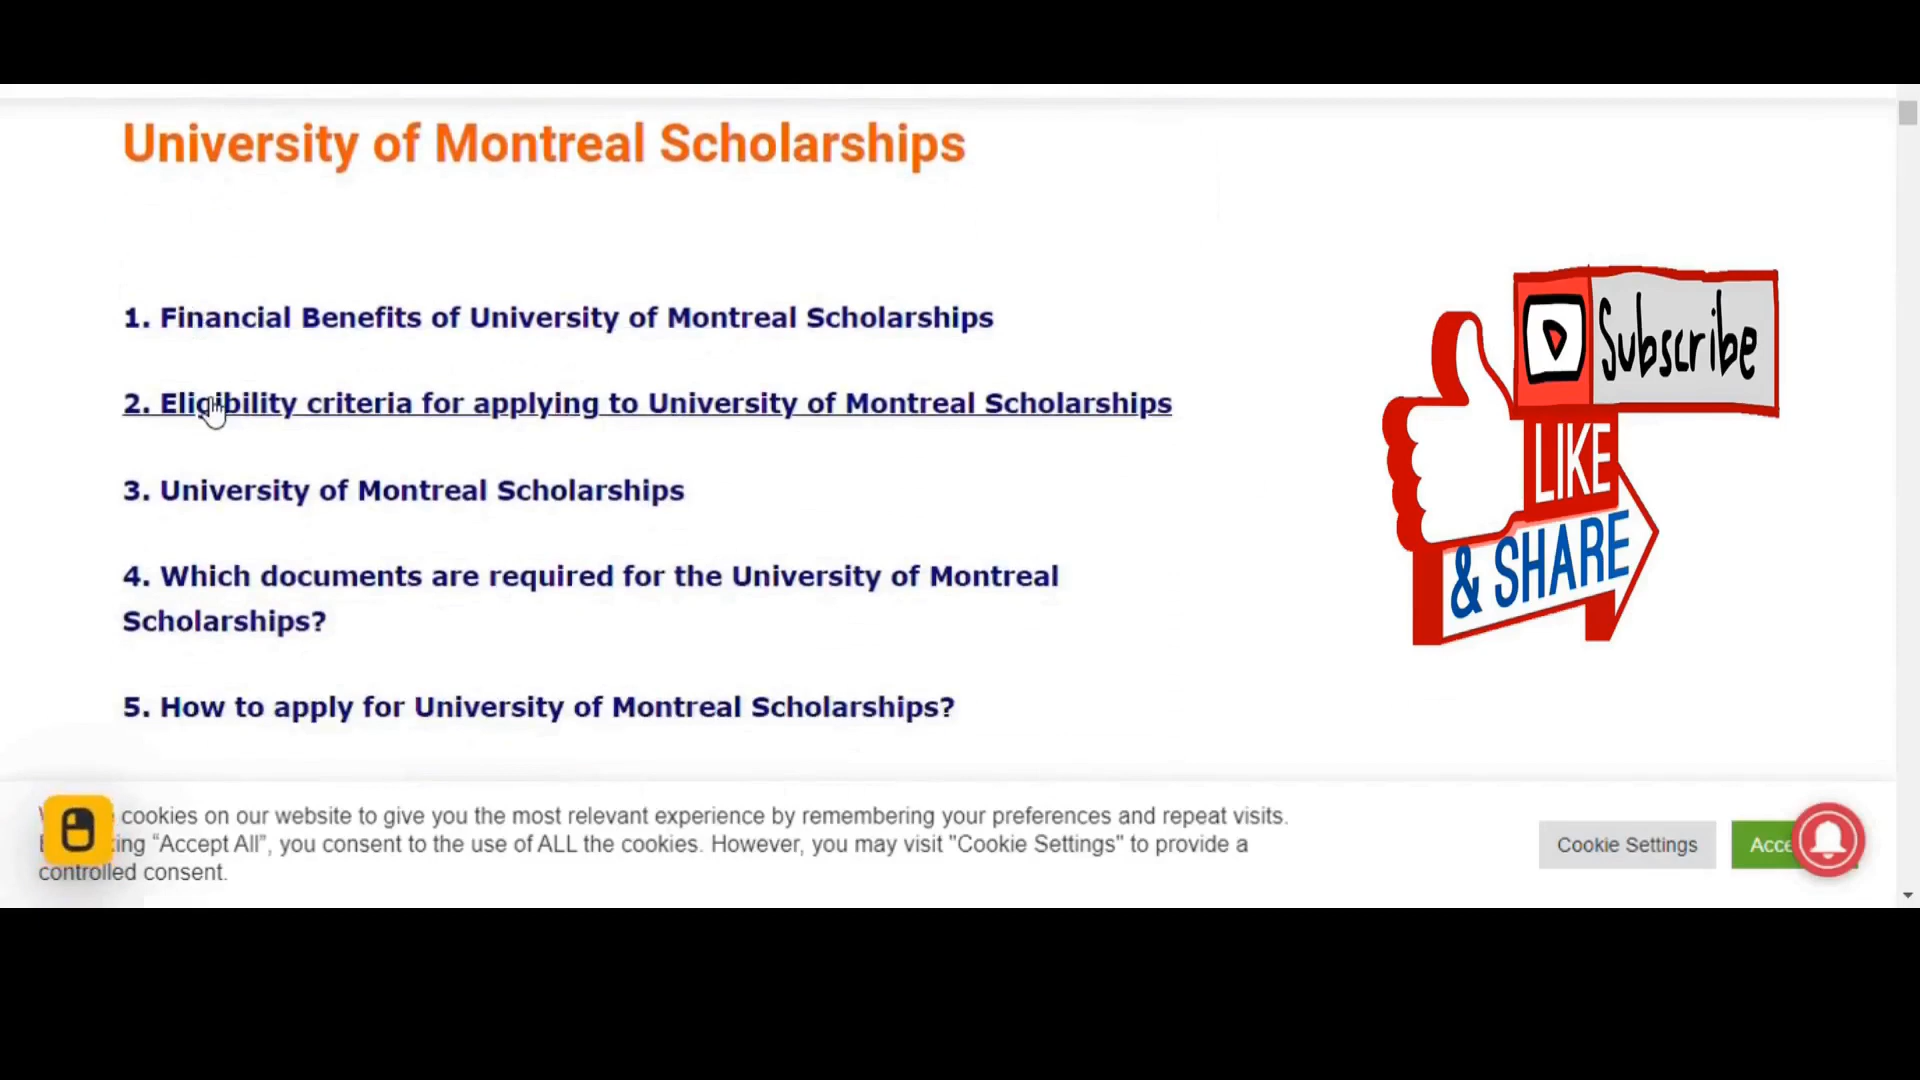 University of Montreal Scholarships
1. Financial Benefits of University of Montreal Scholarships
2. Eligibility criteria for applying to University of Montreal Scholarships
3. University of Montreal Scholarships
4. Which documents are required for the University of Montreal
Scholarships?
5. How to apply for University of Montreal Scholarships?
Subscribe
LIKE
& SHARE
cookies on our website to give you the most relevant experience by remembering your preferences and repeat visits.
“Accept All”, you consent to the use of ALL the cookies. However, you may visit "Cookie Settings" to provide a
controlled consent.
Cookie Settings